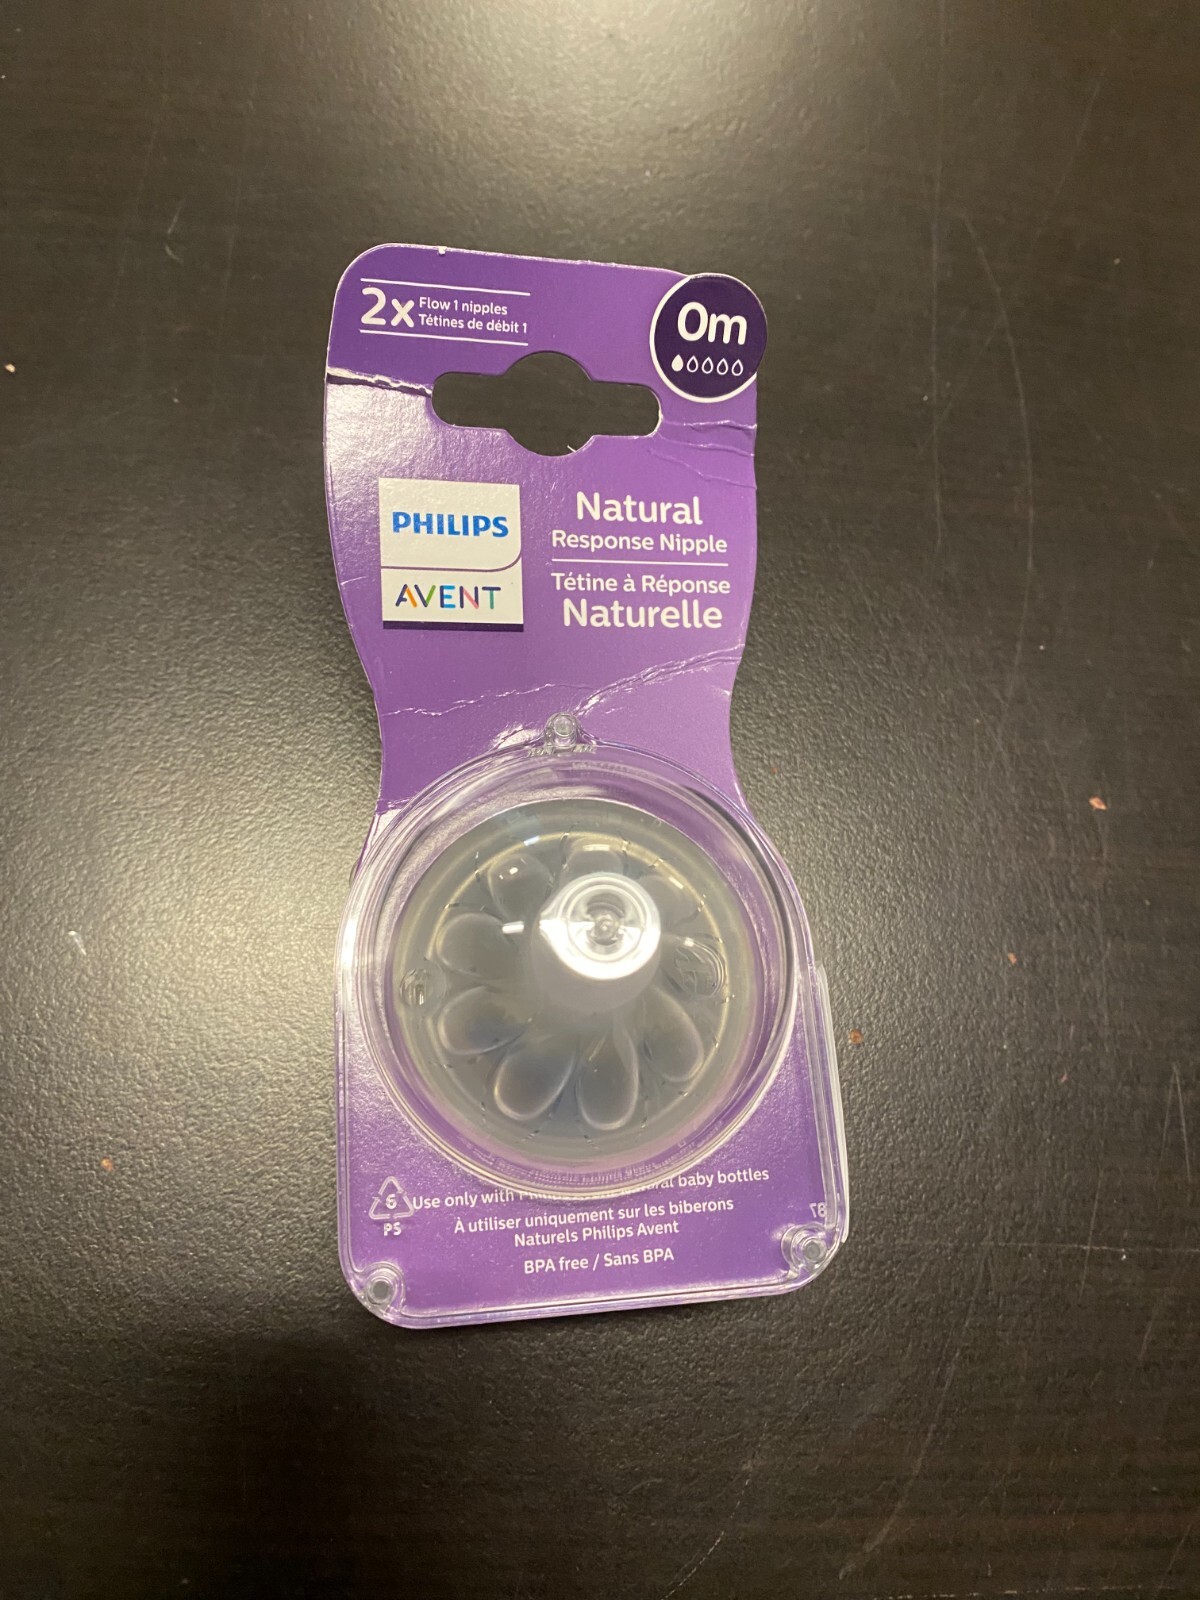 2x Flow 1 nipples
Tétines de débit 1
0m
PHILIPS
AVENT
Natural
Response Nipple
Tétine à Réponse
Naturelle
6
PS
Use only with baby bottles
À utiliser uniquement sur les biberons
Naturels Philips Avent
BPA free / Sans BPA